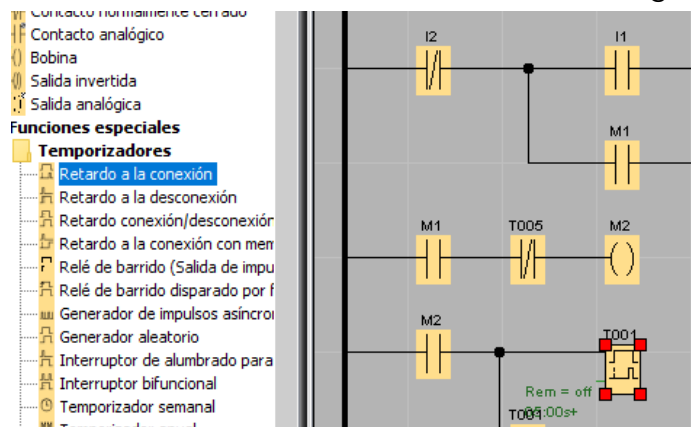 Contacto normalmente cerrado
Contacto analógico
Bobina
Salida invertida
Salida analógica
Funciones especiales
Temporizadores
Retardo a la conexión
Retardo a la desconexión
Retardo conexión/desconexión
Retardo a la conexión con mem
Relé de barrido (Salida de impu
Relé de barrido disparado por f
Generador de impulsos asíncron
Generador aleatorio
Interruptor de alumbrado para
Interruptor bifuncional
Temporizador semanal
I2
I1
M1
M1
T005
M2
M2
T001
Rem = off
05:00s+
T001